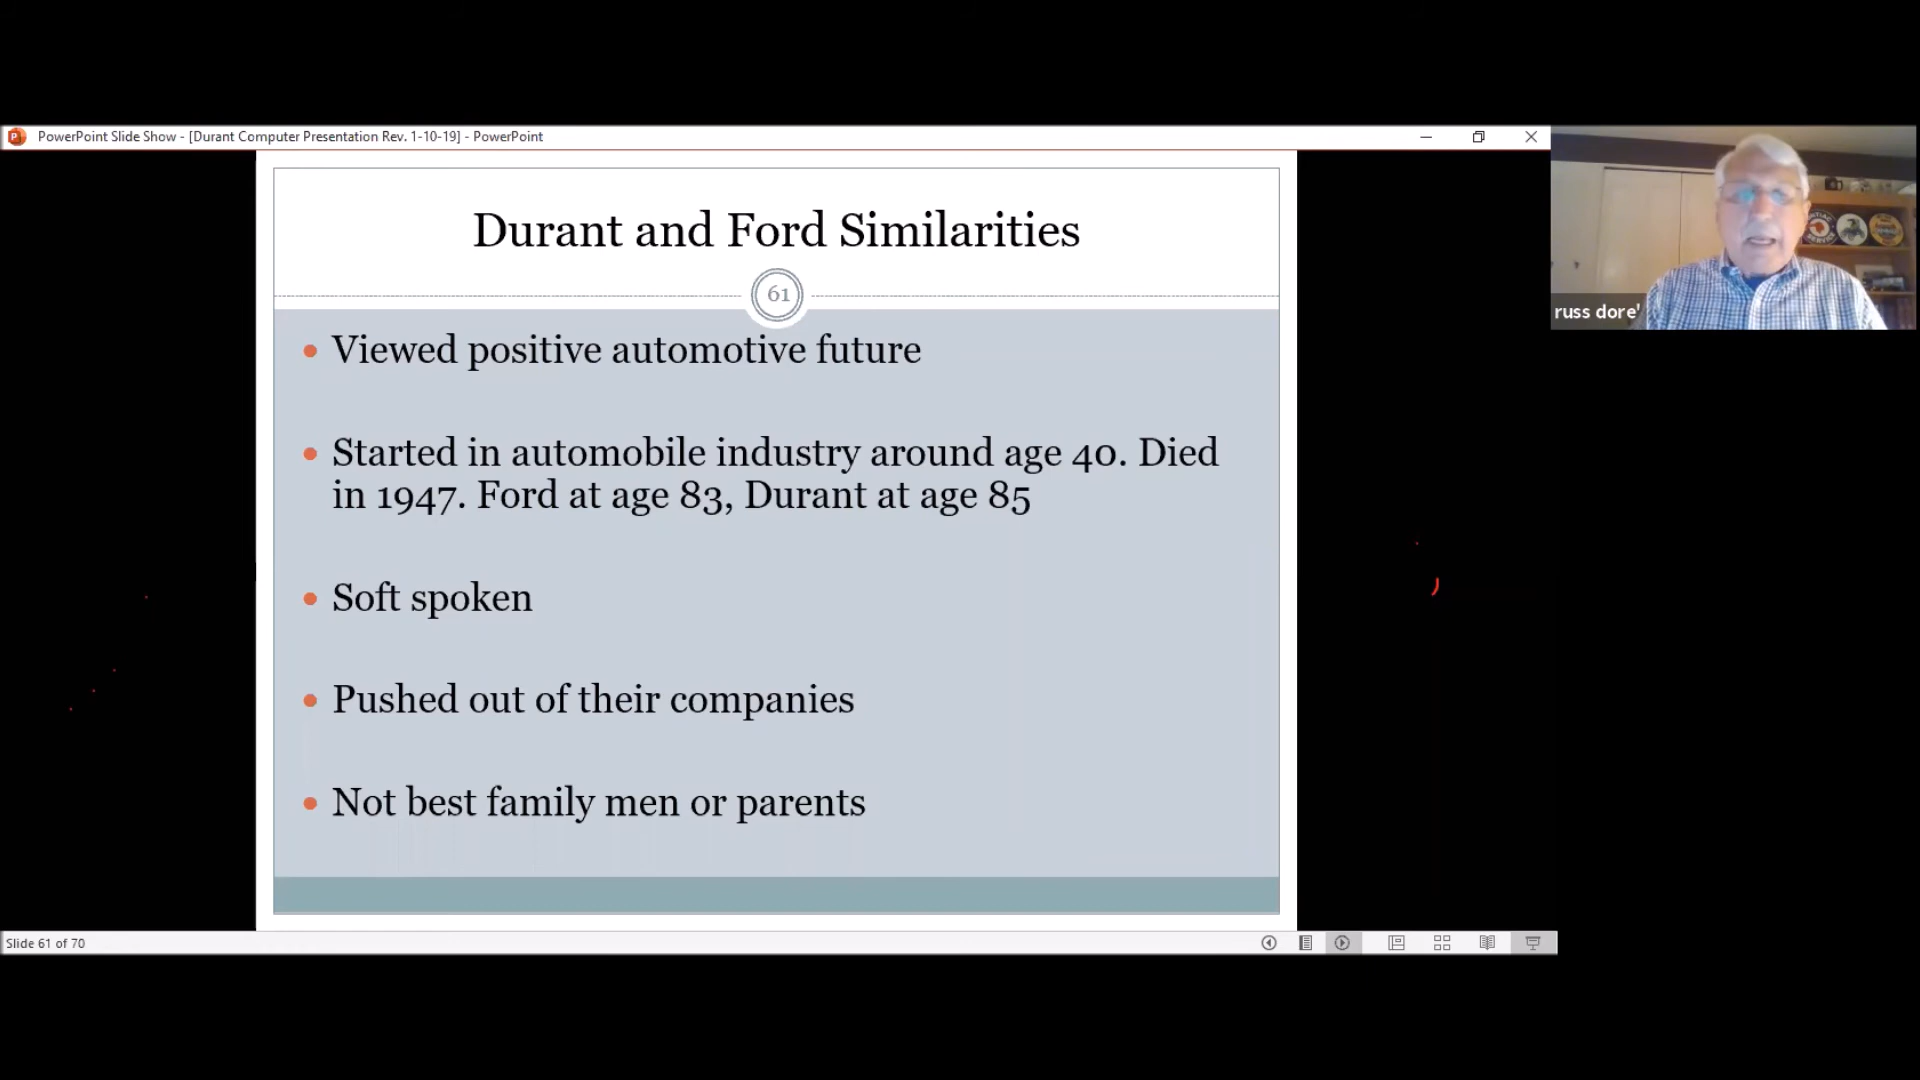 PowerPoint Slide Show - [Durant Computer Presentation Rev. 1-10-19] - PowerPoint
Durant and Ford Similarities
61
Viewed positive automotive future
Started in automobile industry around age 40. Died
in 1947. Ford at age 83, Durant at age 85
Soft spoken
Pushed out of their companies
Not best family men or parents
russ dore'
Slide 61 of 70